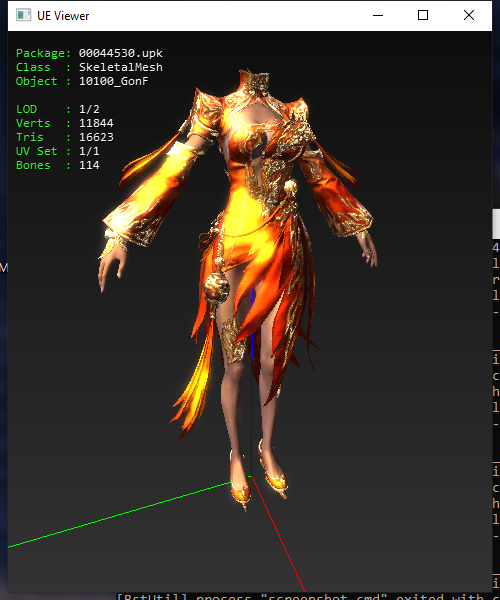 UE Viewer
Package: 00044530.upk
Class : SkeletalMesh
Object : 10100_GonF
LOD : 1/2
Verts : 11844
Tris : 16623
UV Set : 1/1
Bones : 114
[BstUtil] process "screenshot.cmd" exited with c